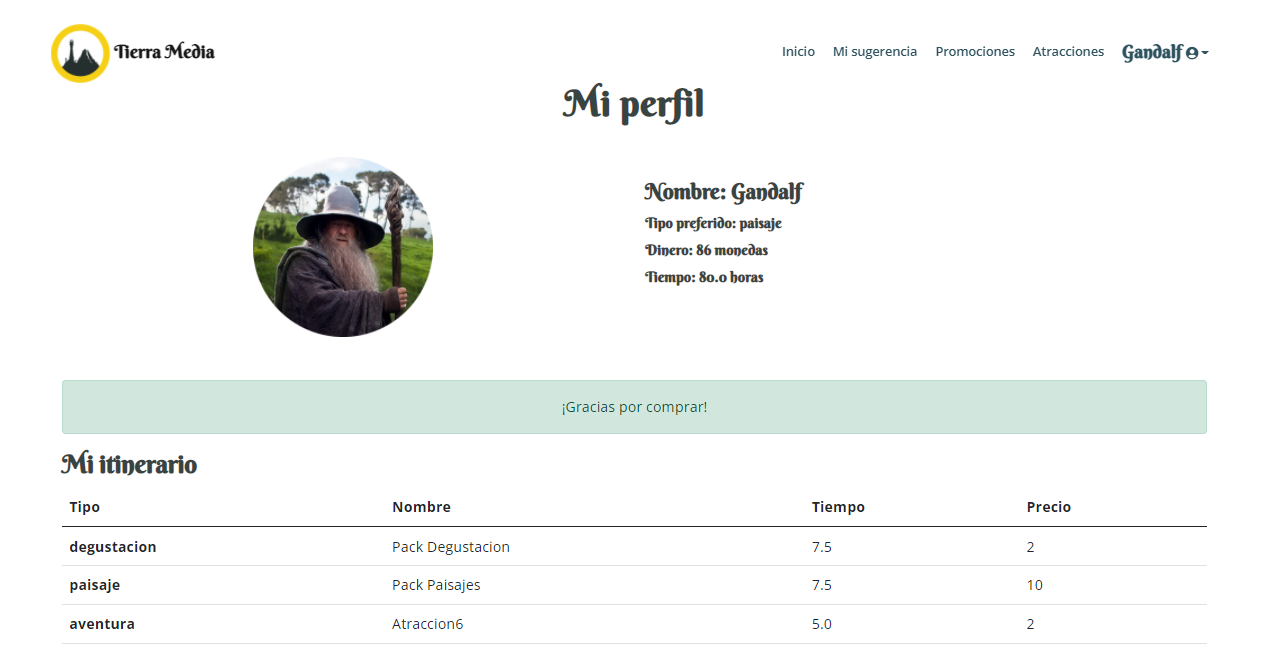 Tierra Media
Inicio Mi sugerencia Promociones Atracciones Gandalf
Mi perfil
Nombre: Gandalf
Tipo preferido: paisaje
Dinero: 86 monedas
Tiempo: 80.0 horas
¡Gracias por comprar!
Mi itinerario
Tipo Nombre Tiempo Precio
degustacion Pack Degustacion 7.5 2
paisaje Pack Paisajes 7.5 10
aventura Atraccion6 5.0 2